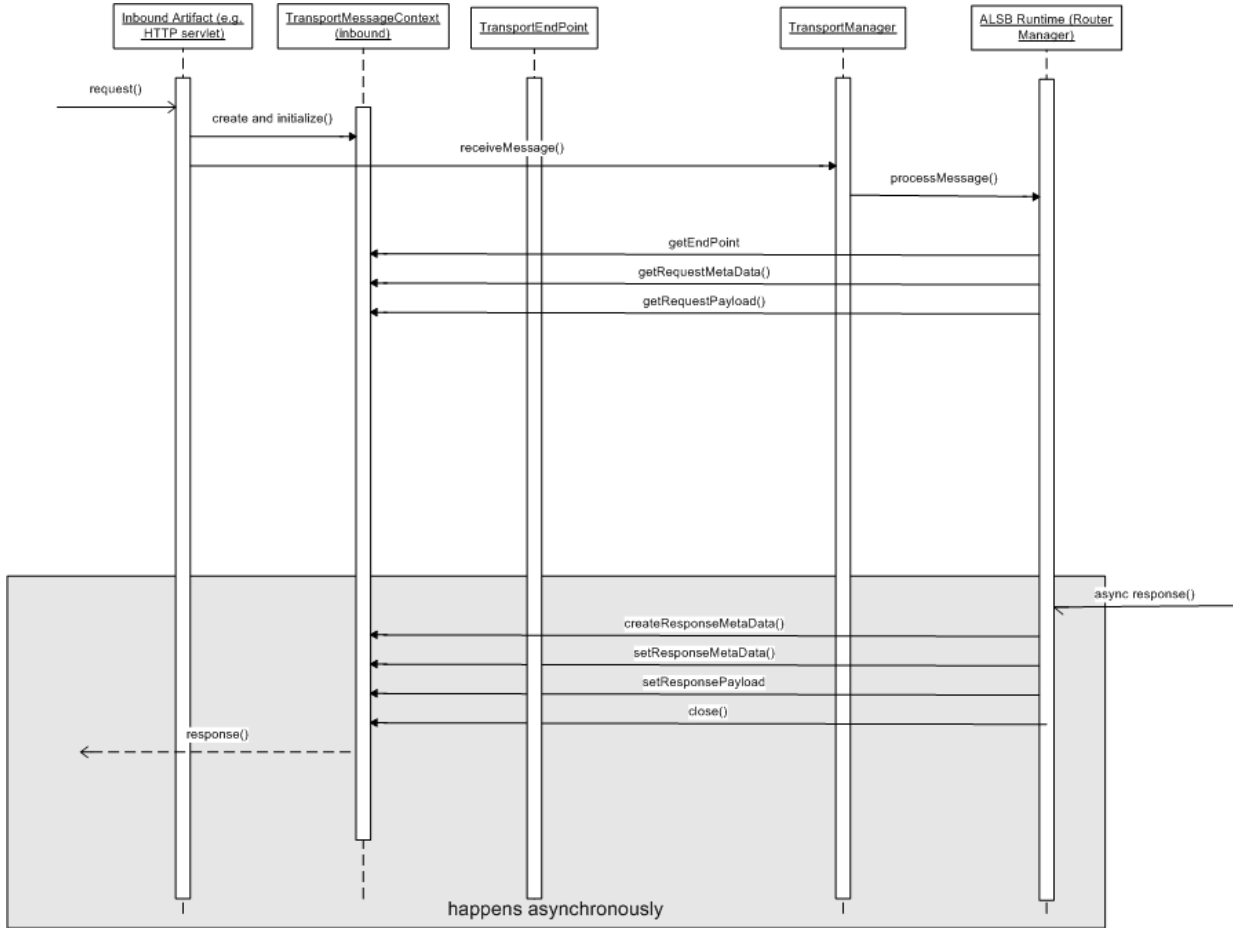 Inbound Artifact (e.g.
HTTP servlet)
TransportMessageContext
(inbound)
TransportEndPoint
TransportManager
ALSB Runtime (Router
Manager)
request()
create and initialize()
receiveMessage()
processMessage()
getEndPoint
getRequestMetaData()
getRequestPayload()
async response()
createResponseMetaData()
setResponseMetaData()
setResponsePayload
close()
response()
happens asynchronously